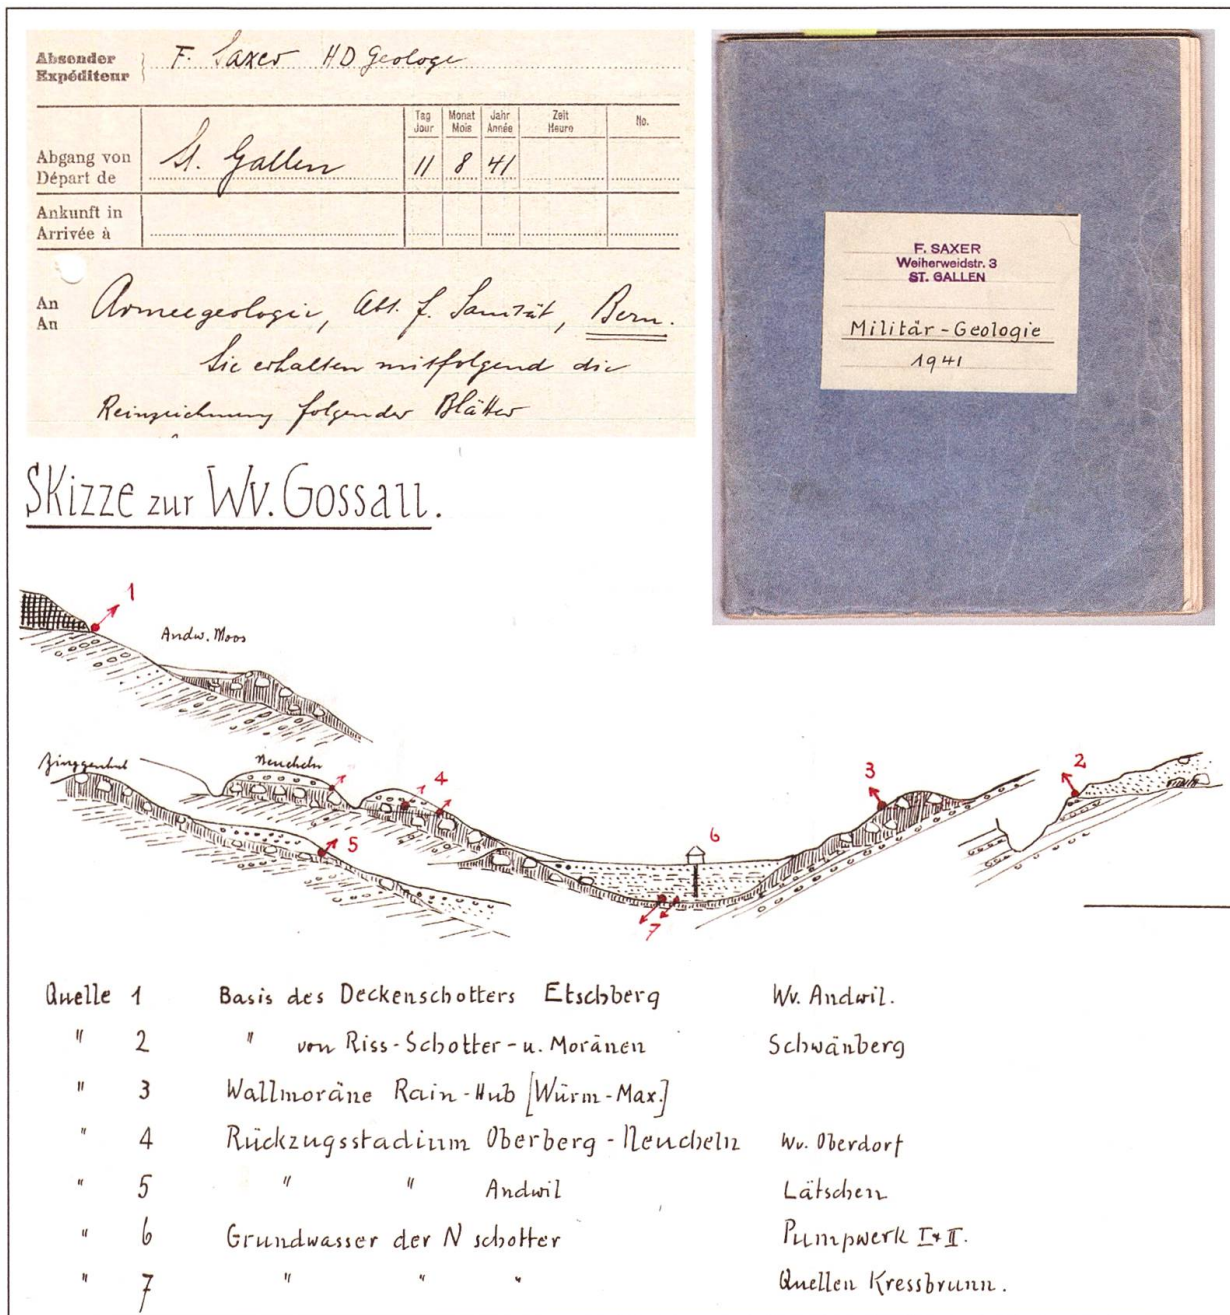 Absender
Expéditeur
F. Saxer HD Geologe
Tag
Jour
Monat
Mois
Jahr
Année
Zeit
Heure
No.
Abgang von
Départ de
St. Gallen 11 8 41
Ankunft in
Arrivée à
An
An
Armeegeologie, Abt. f. Sanität, Bern.
Sie erhalten mitfolgend die
Reinzeichnung folgender Blätter
F. SAXER
Weiherweidstr. 3
ST. GALLEN
Militär-Geologie
1941
Skizze zur Wv. Gossau.
1
Andw. Moos
Zinggenhub
Neucheln
4
5
6
7
3
2
Quelle 1 Basis des Deckenschotters Etschberg Wv. Andwil.
" 2 " von Riss-Schotter-u. Moränen Schwänberg
" 3 Wallmoräne Rain-Hub [Würm-Max.]
" 4 Rückzugsstadium Oberberg-Neucheln Wv. Oberdorf
" 5 " " Andwil Lätschen
" 6 Grundwasser der N schotter Pumpwerk I+II.
" 7 " " " Quellen Kressbrunn.